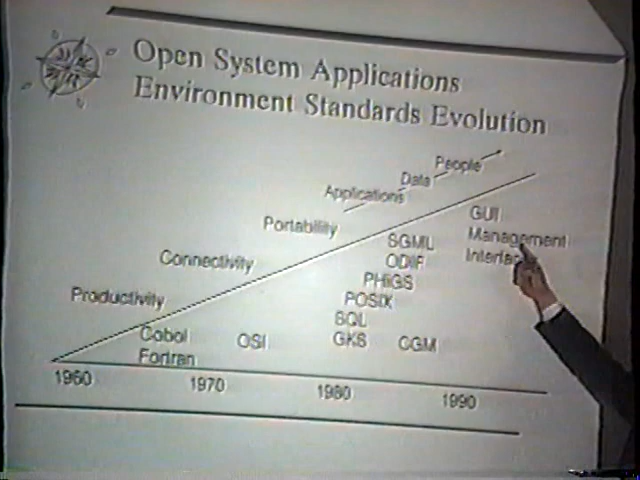 Open System Applications
Environment Standards Evolution
People
Data
Applications
Portability
Connectivity
Productivity
GUI
Management
SGML
ODIF
PHIGS
POSIX
SQL
GKS
CGM
OSI
Cobol
Fortran
1960
1970
1980
1990